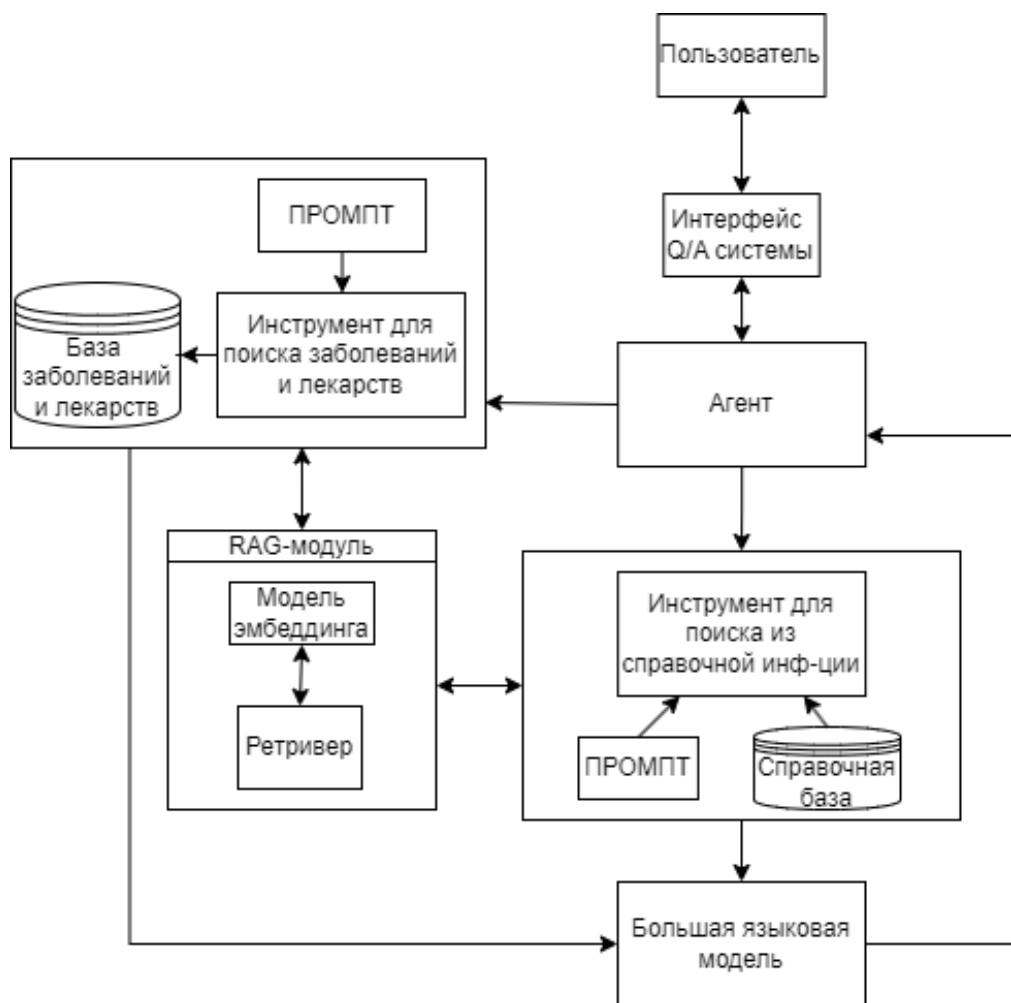 Пользователь
ПРОМПТ
Интерфейс
Q/A системы
Инструмент для
поиска заболеваний
и лекарств
База
заболеваний
и лекарств
Агент
RAG-модуль
Модель
эмбеддинга
Ретривер
Инструмент для
поиска из
справочной инф-ции
ПРОМПТ
Справочная
база
Большая языковая
модель